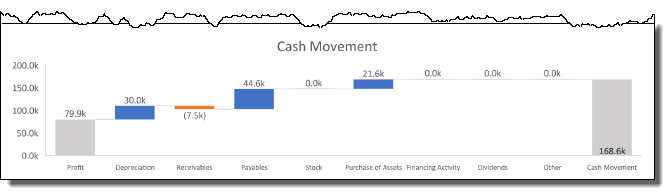 Cash Movement
200.0k
150.0k
100.0k
50.0k
0.0k
79.9k
30.0k
(7.5k)
44.6k
0.0k
21.6k
0.0k
0.0k
0.0k
168.6k
Profit
Depreciation
Receivables
Payables
Stock
Purchase of Assets
Financing Activity
Dividends
Other
Cash Movement